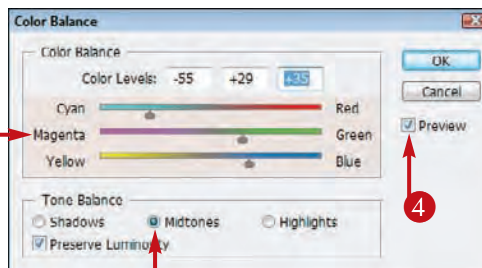 Color Balance
Color Balance
OK
Color Levels: -55 +29 +35
Cancel
Cyan Red
Preview
Magenta Green
Yellow Blue
4
Tone Balance
Shadows Midtones Highlights
Preserve Luminosity